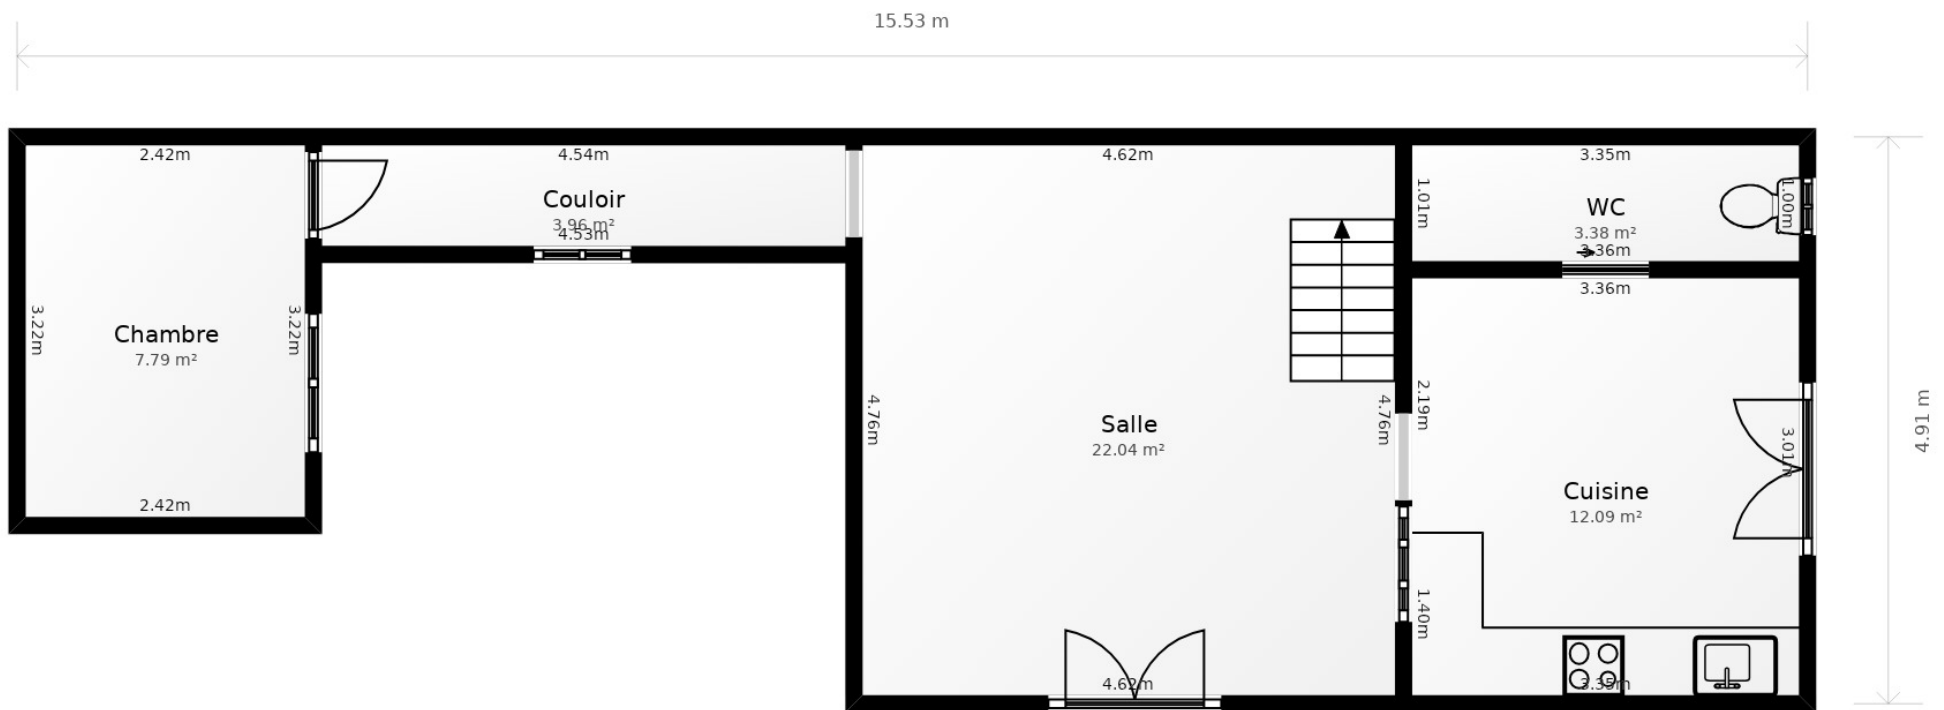 15.53 m
2.42m
4.54m
4.62m
3.35m
Couloir
3.96 m²
4.53m
1.01m
WC
3.38 m²
3.36m
1.00m
3.36m
3.22m
Chambre
7.79 m²
3.22m
4.76m
Salle
22.04 m²
4.76m
2.19m
3.01m
4.91 m
Cuisine
12.09 m²
2.42m
1.40m
4.62m
3.35m